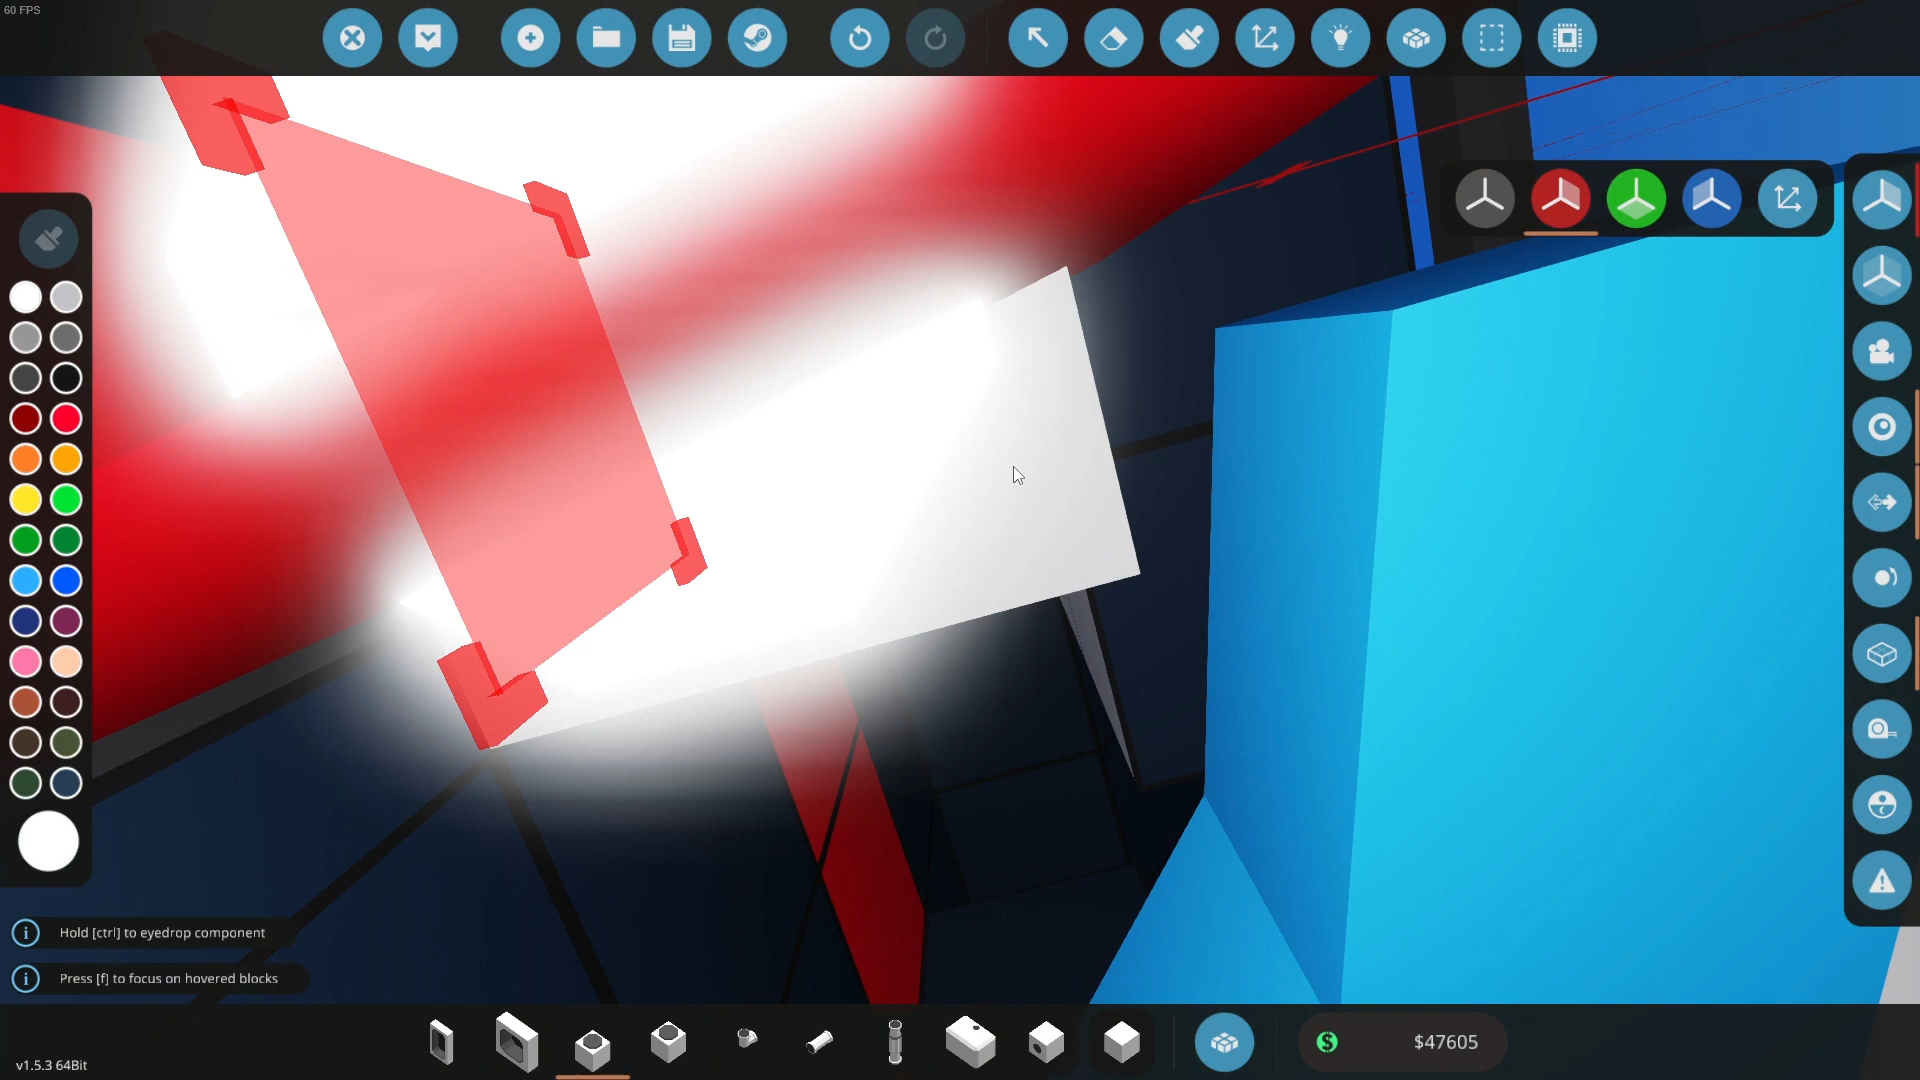 60 FPS
Hold [ctrl] to eyedrop component
Press [f] to focus on hovered blocks
$47605
v1.5.3 64Bit